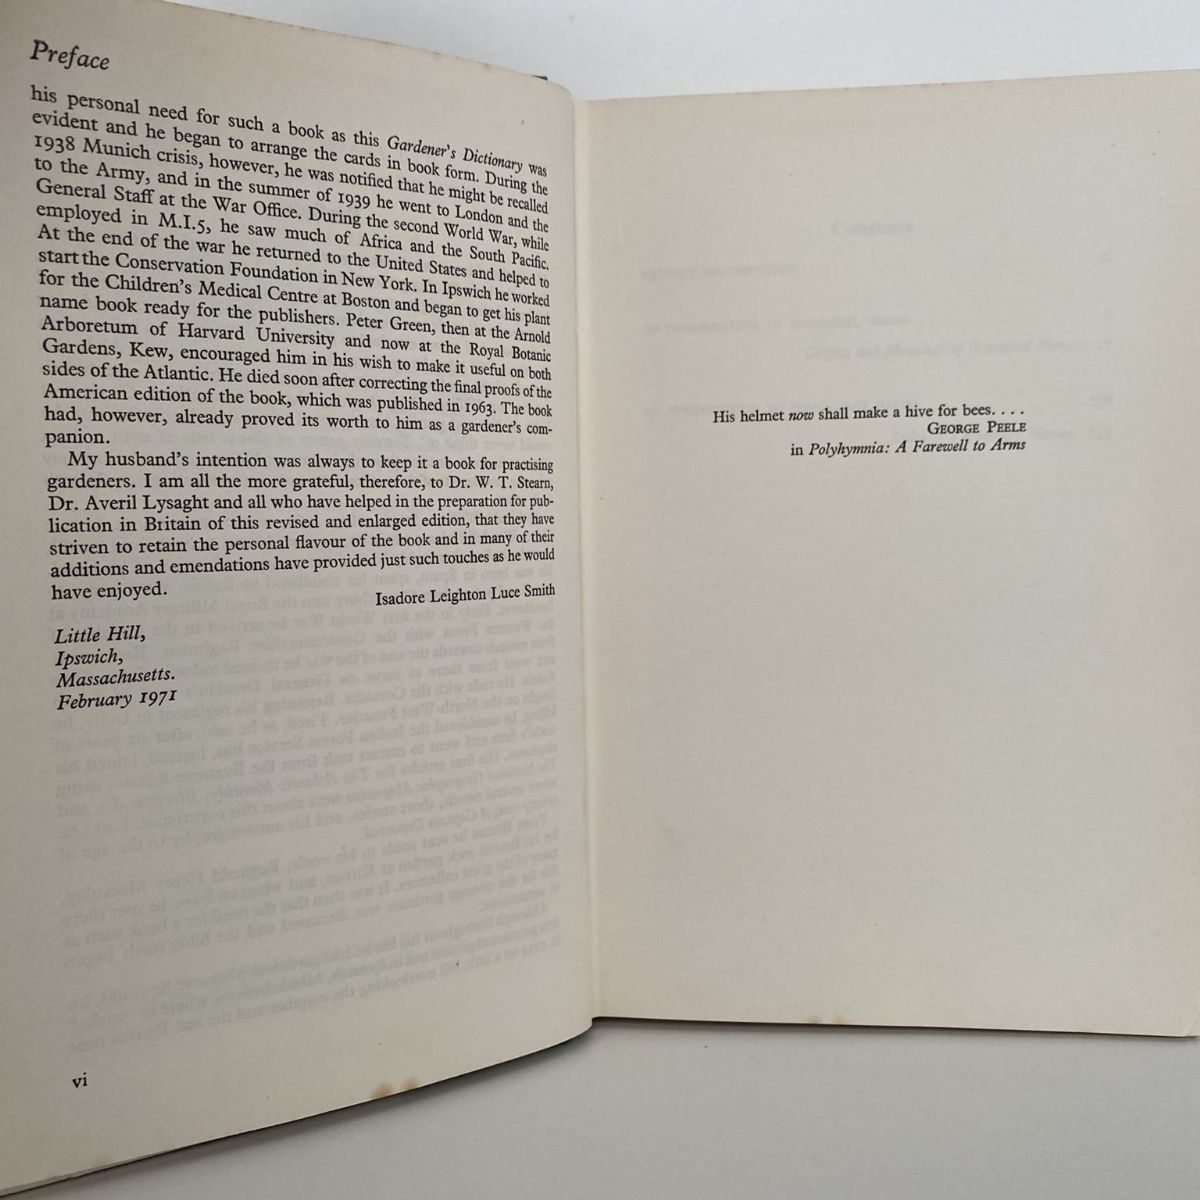 Preface
his personal need for such a book as this Gardener's Dictionary was
evident and he began to arrange the cards in book form. During the
1938 Munich crisis, however, he was notified that he might be recalled
to the Army, and in the summer of 1939 he went to London and the
General Staff at the War Office. During the second World War, while
employed in M.I.5, he saw much of Africa and the South Pacific.
At the end of the war he returned to the United States and helped to
start the Conservation Foundation in New York. In Ipswich he worked
for the Children's Medical Centre at Boston and began to get his plant
name book ready for the publishers. Peter Green, then at the Arnold
Arboretum of Harvard University and now at the Royal Botanic
Gardens, Kew, encouraged him in his wish to make it useful on both
sides of the Atlantic. He died soon after correcting the final proofs of the
American edition of the book, which was published in 1963. The book
had, however, already proved its worth to him as a gardener's com-
panion.
My husband's intention was always to keep it a book for practising
gardeners. I am all the more grateful, therefore, to Dr. W. T. Stearn,
Dr. Averil Lysaght and all who have helped in the preparation for pub-
lication in Britain of this revised and enlarged edition, that they have
striven to retain the personal flavour of the book and in many of their
additions and emendations have provided just such touches as he would
have enjoyed.
Isadore Leighton Luce Smith
Little Hill,
Ipswich,
Massachusetts.
February 1971
vi
His helmet now shall make a hive for bees. . . .
GEORGE PEELE
in Polyhymnia: A Farewell to Arms